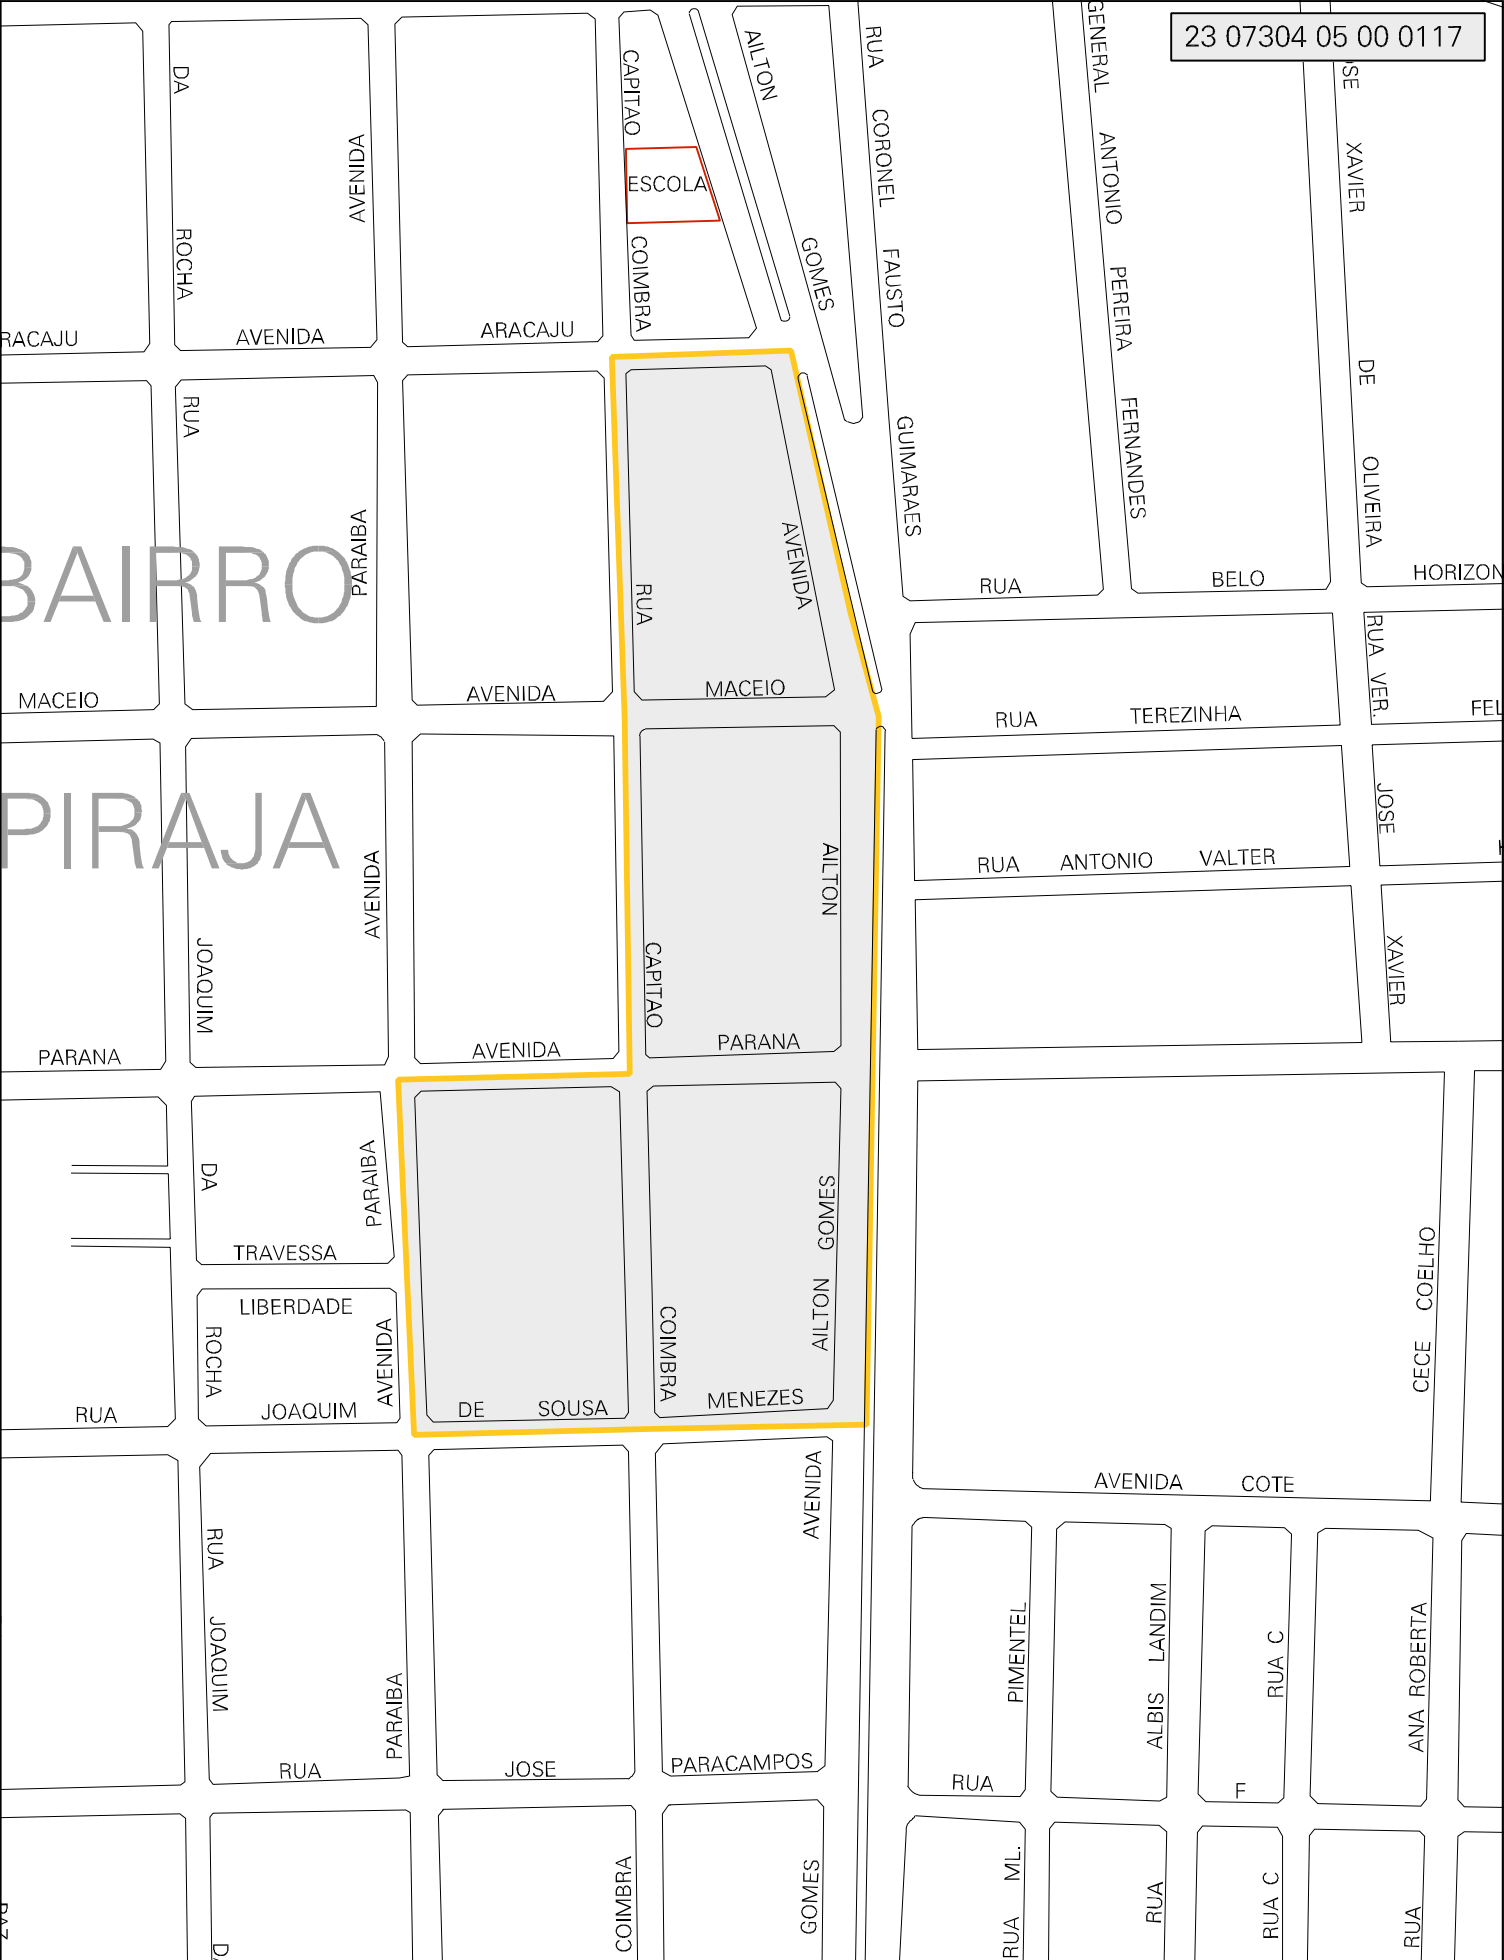 23 07304 05 00 0117
DA
ROCHA
AVENIDA
CAPITAO
ESCOLA
COIMBRA
AILTON
GOMES
RUA CORONEL FAUSTO GUIMARAES
GENERAL ANTONIO PEREIRA FERNANDES
XAVIER DE OLIVEIRA
AVENIDA
ARACAJU
RUA
PARAIBA
RUA
AVENIDA
BAIRRO
RUA
BELO
MACEIO
AVENIDA
MACEIO
RUA TEREZINHA
RUA VER.
JOSE
XAVIER
PIRAJA
AVENIDA
JOAQUIM
CAPITAO
AILTON
RUA ANTONIO VALTER
PARANA
AVENIDA
PARANA
DA
PARAIBA
TRAVESSA
LIBERDADE
ROCHA
AVENIDA
COIMBRA
GOMES
AILTON
CECE COELHO
RUA
JOAQUIM
DE SOUSA
MENEZES
AVENIDA
AVENIDA COTE
RUA
JOAQUIM
PARAIBA
PIMENTEL
ALBIS LANDIM
RUA C
ANA ROBERTA
RUA
JOSE
PARACAMPOS
RUA
F
COIMBRA
GOMES
RUA ML.
RUA
RUA C
RUA